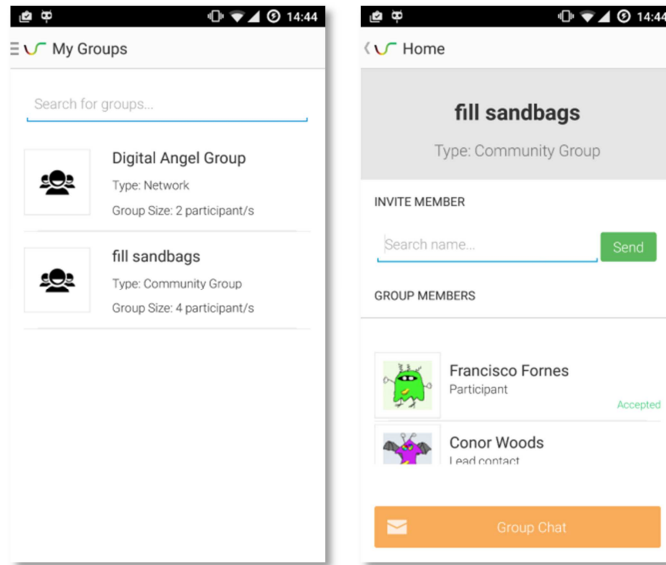 14:44
My Groups
Search for groups...
Digital Angel Group
Type: Network
Group Size: 2 participant/s
fill sandbags
Type: Community Group
Group Size: 4 participant/s
14:44
Home
fill sandbags
Type: Community Group
INVITE MEMBER
Search name...
Send
GROUP MEMBERS
Francisco Fornes
Participant
Accepted
Conor Woods
Lead contact
Group Chat